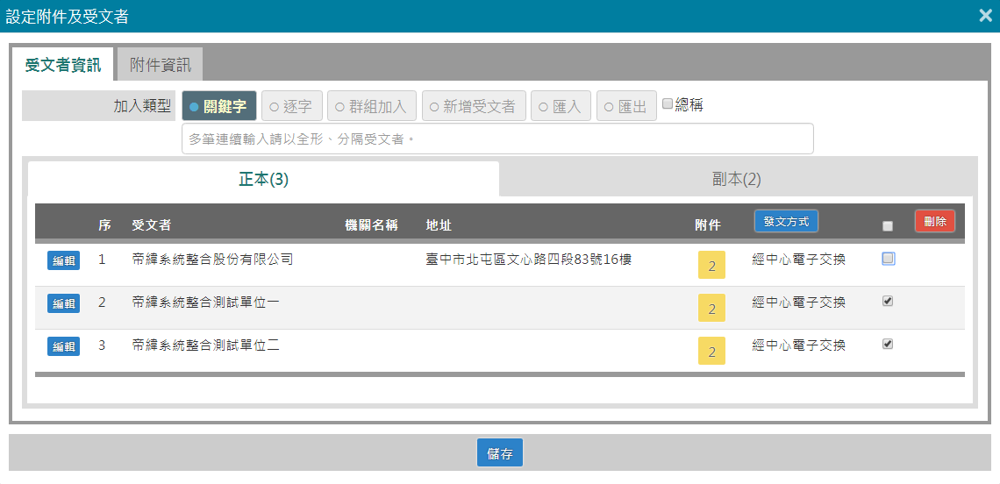 設定附件及受文者
受文者資訊 附件資訊
加入類型 關鍵字 逐字 群組加入 新增受文者 匯入 匯出 總稱
多筆連續輸入請以全形、分隔受文者。
正本(3) 副本(2)
序 受文者 機關名稱 地址 附件 發文方式 刪除
編輯 1 帝緯系統整合股份有限公司 臺中市北屯區文心路四段83號16樓 2 經中心電子交換
編輯 2 帝緯系統整合測試單位一 2 經中心電子交換
編輯 3 帝緯系統整合測試單位二 2 經中心電子交換
儲存